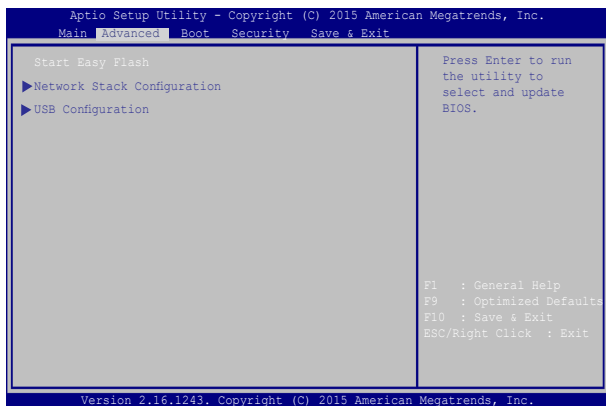 Aptio Setup Utility - Copyright (C) 2015 American Megatrends, Inc.
Main Advanced Boot Security Save & Exit
Start Easy Flash
Network Stack Configuration
USB Configuration
Press Enter to run
the utility to
select and update
BIOS.
F1 : General Help
F9 : Optimized Defaults
F10 : Save & Exit
ESC/Right Click : Exit
Version 2.16.1243. Copyright (C) 2015 American Megatrends, Inc.